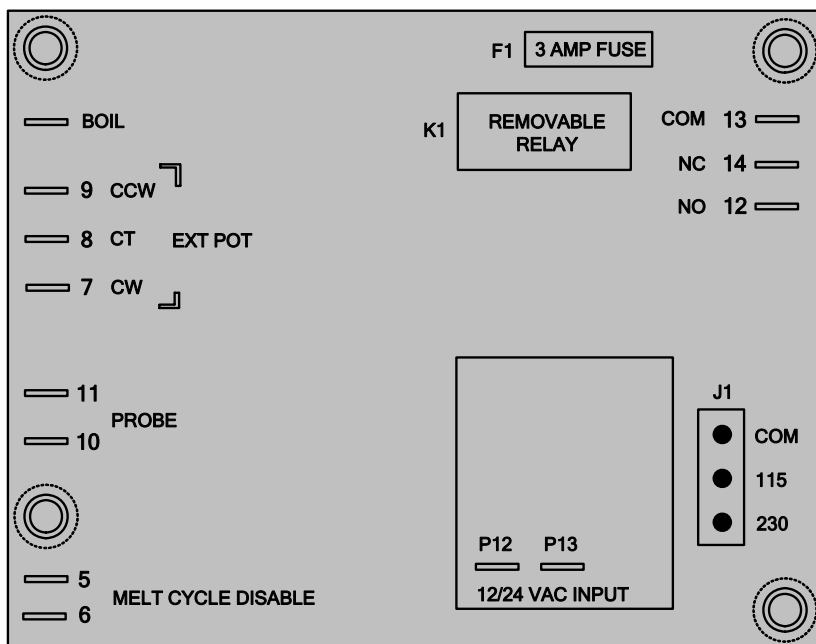 F1 3 AMP FUSE
K1 REMOVABLE
RELAY
BOIL
9 CCW
8 CT EXT POT
7 CW
COM 13
NC 14
NO 12
11
PROBE
10
J1
COM
115
230
P12 P13
12/24 VAC INPUT
5
MELT CYCLE DISABLE
6